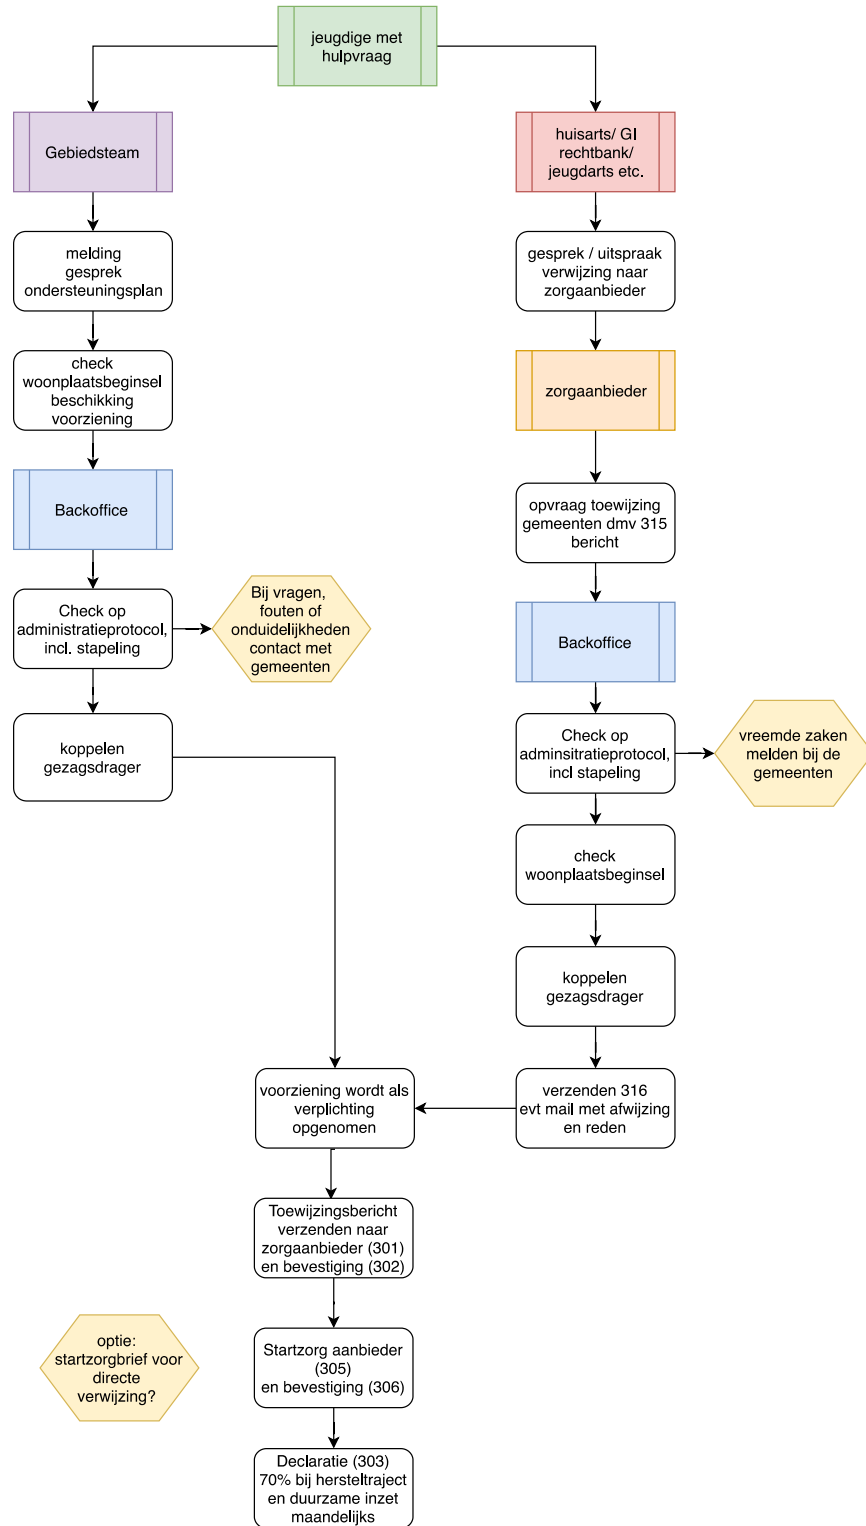 jeugdige met
hulpvraag
Gebiedsteam
melding
gesprek
ondersteuningsplan
check
woonplaatsbeginsel
beschikking
voorziening
Backoffice
Check op
administratieprotocol,
incl. stapeling
Bij vragen,
fouten of
onduidelijkheden
contact met
gemeenten
koppelen
gezagsdrager
huisarts/ GI
rechtbank/
jeugdarts etc.
gesprek / uitspraak
verwijzing naar
zorgaanbieder
zorgaanbieder
opvraag toewijzing
gemeenten dmv 315
bericht
Backoffice
Check op
adminsitratieprotocol,
incl stapeling
vreemde zaken
melden bij de
gemeenten
check
woonplaatsbeginsel
koppelen
gezagsdrager
verzenden 316
evt mail met afwijzing
en reden
voorziening wordt als
verplichting
opgenomen
Toewijzingsbericht
verzenden naar
zorgaanbieder (301)
en bevestiging (302)
optie:
startzorgbrief voor
directe
verwijzing?
Startzorg aanbieder
(305)
en bevestiging (306)
Declaratie (303)
70% bij hersteltraject
en duurzame inzet
maandelijks